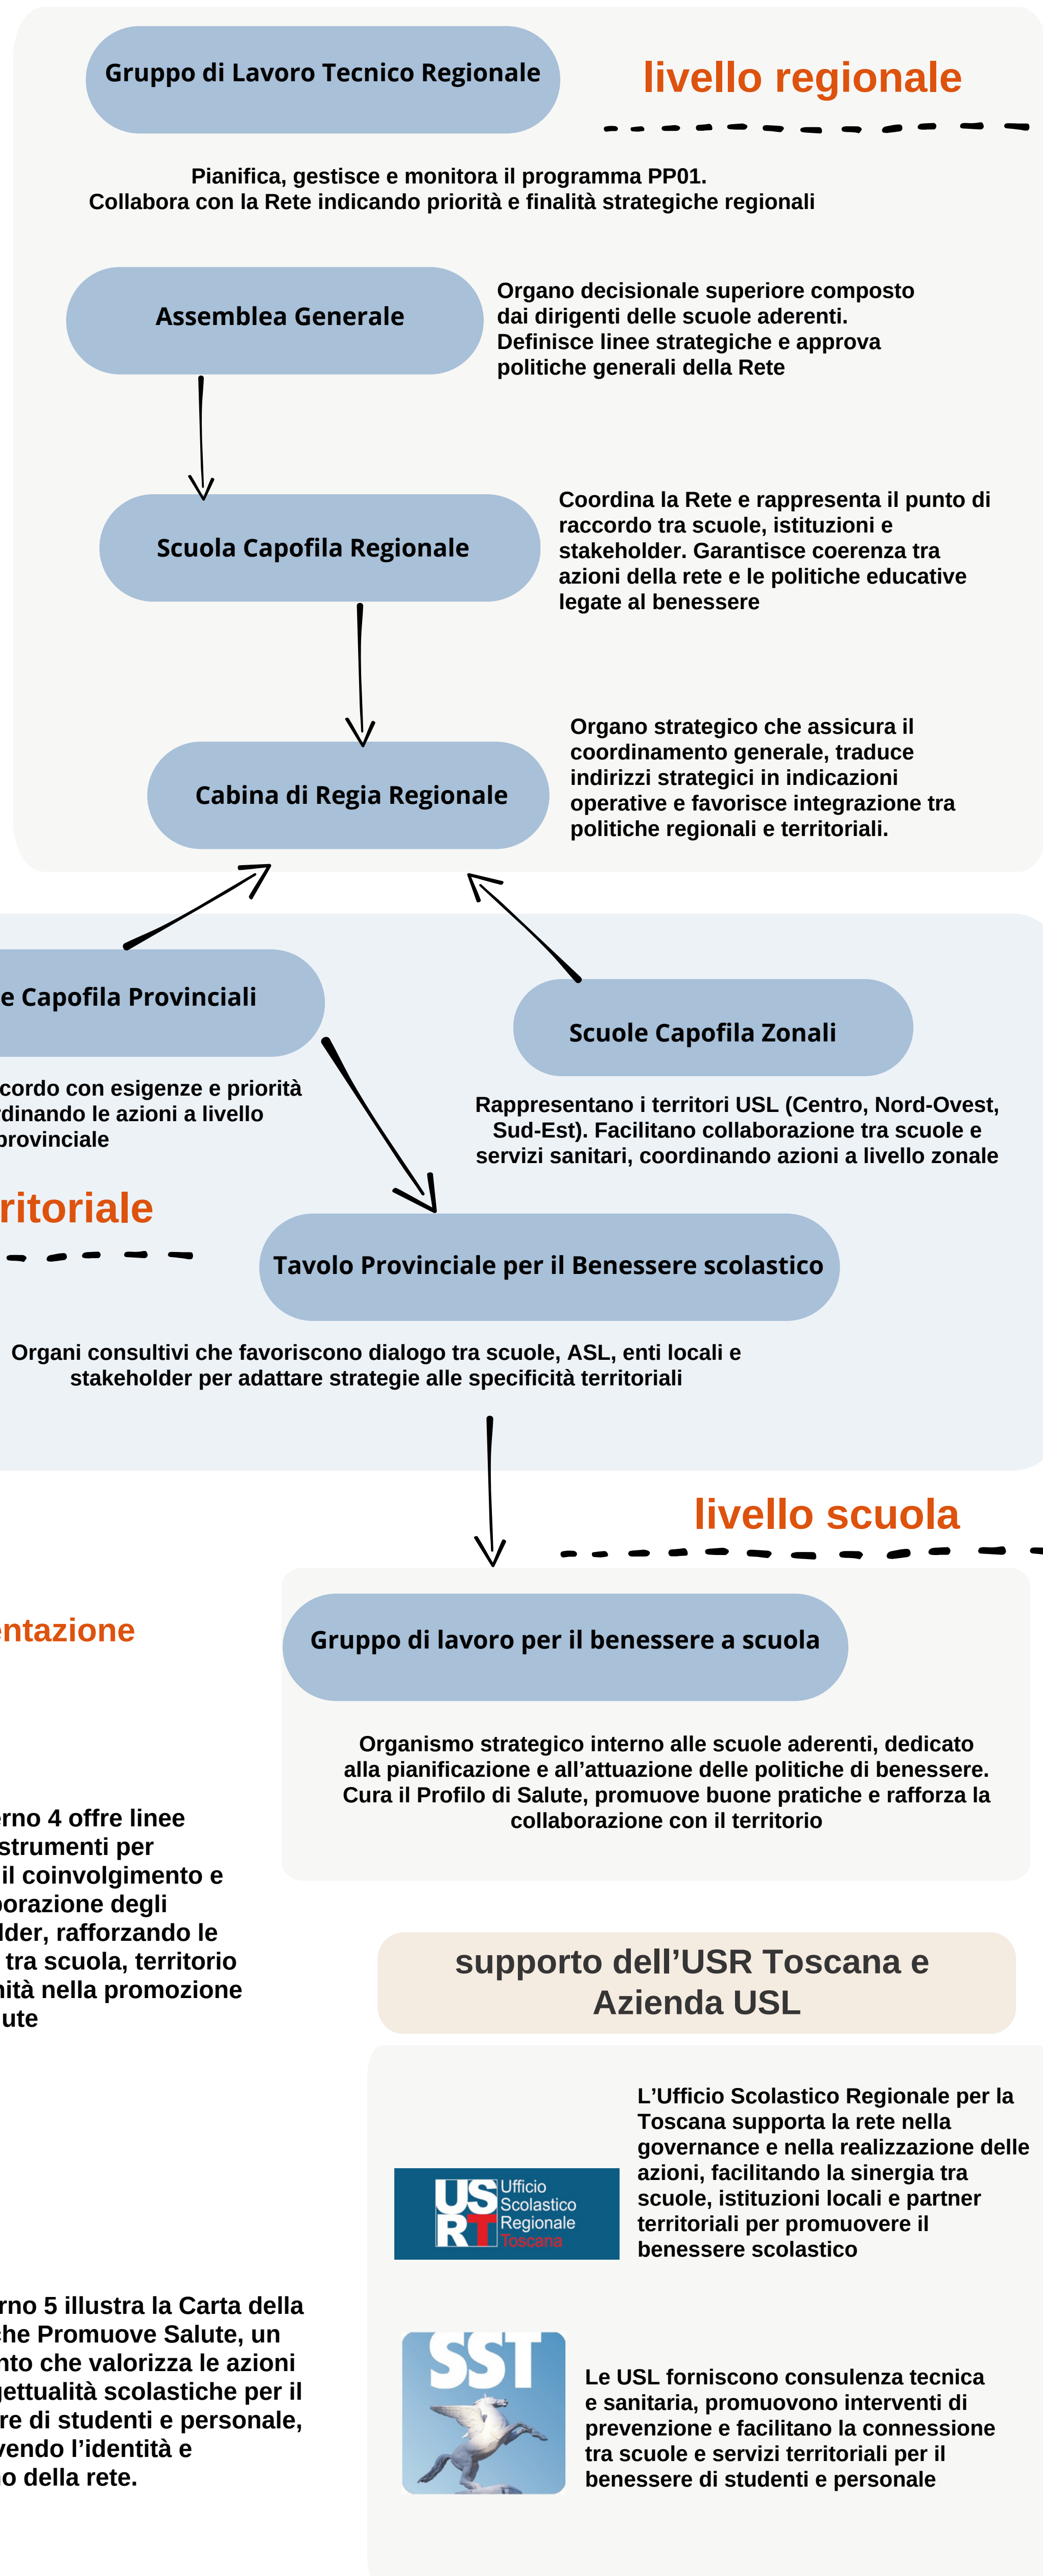 Gruppo di Lavoro Tecnico Regionale
livello regionale
Pianifica, gestisce e monitora il programma PP01.
Collabora con la Rete indicando priorità e finalità strategiche regionali
Assemblea Generale
Organo decisionale superiore composto
dai dirigenti delle scuole aderenti.
Definisce linee strategiche e approva
politiche generali della Rete
Scuola Capofila Regionale
Coordina la Rete e rappresenta il punto di
raccordo tra scuole, istituzioni e
stakeholder. Garantisce coerenza tra
azioni della rete e le politiche educative
legate al benessere
Cabina di Regia Regionale
Organo strategico che assicura il
coordinamento generale, traduce
indirizzi strategici in indicazioni
operative e favorisce integrazione tra
politiche regionali e territoriali.
e Capofila Provinciali
cordo con esigenze e priorità
rdinando le azioni a livello
provinciale
Scuole Capofila Zonali
Rappresentano i territori USL (Centro, Nord-Ovest,
Sud-Est). Facilitano collaborazione tra scuole e
servizi sanitari, coordinando azioni a livello zonale
ritoriale
Tavolo Provinciale per il Benessere scolastico
Organi consultivi che favoriscono dialogo tra scuole, ASL, enti locali e
stakeholder per adattare strategie alle specificità territoriali
livello scuola
Gruppo di lavoro per il benessere a scuola
Organismo strategico interno alle scuole aderenti, dedicato
alla pianificazione e all’attuazione delle politiche di benessere.
Cura il Profilo di Salute, promuove buone pratiche e rafforza la
collaborazione con il territorio
entazione
erno 4 offre linee
strumenti per
il coinvolgimento e
borazione degli
lder, rafforzando le
tra scuola, territorio
nità nella promozione
ute
supporto dell’USR Toscana e
Azienda USL
L’Ufficio Scolastico Regionale per la
Toscana supporta la rete nella
governance e nella realizzazione delle
azioni, facilitando la sinergia tra
scuole, istituzioni locali e partner
territoriali per promuovere il
benessere scolastico
USRT
Ufficio
Scolastico
Regionale
Toscana
rno 5 illustra la Carta della
che Promuove Salute, un
nto che valorizza le azioni
gettualità scolastiche per il
re di studenti e personale,
vendo l’identità e
o della rete.
SST
Le USL forniscono consulenza tecnica
e sanitaria, promuovono interventi di
prevenzione e facilitano la connessione
tra scuole e servizi territoriali per il
benessere di studenti e personale